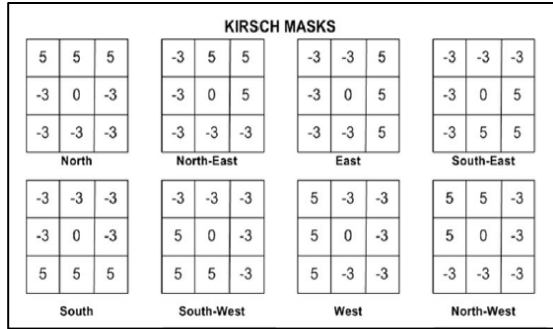 KIRSCH MASKS
5 5 5 -3 5 5 -3 -3 5 -3 -3 -3
-3 0 -3 -3 0 5 -3 0 5 -3 0 5
-3 -3 -3 -3 -3 -3 -3 -3 5 -3 5 5
North North-East East South-East
-3 -3 -3 -3 -3 -3 5 -3 -3 5 5 -3
-3 0 -3 5 0 -3 5 0 -3 5 0 -3
5 5 5 5 5 -3 5 -3 -3 -3 -3 -3
South South-West West North-West